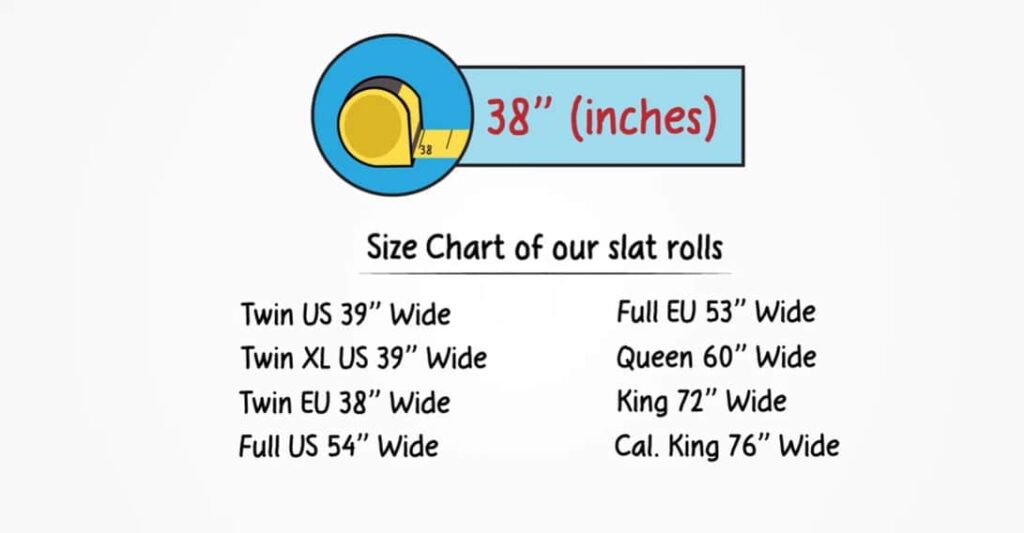 38
38” (inches)
Size Chart of our slat rolls
Twin US 39” Wide
Twin XL US 39” Wide
Twin EU 38” Wide
Full US 54” Wide
Full EU 53” Wide
Queen 60” Wide
King 72” Wide
Cal. King 76” Wide